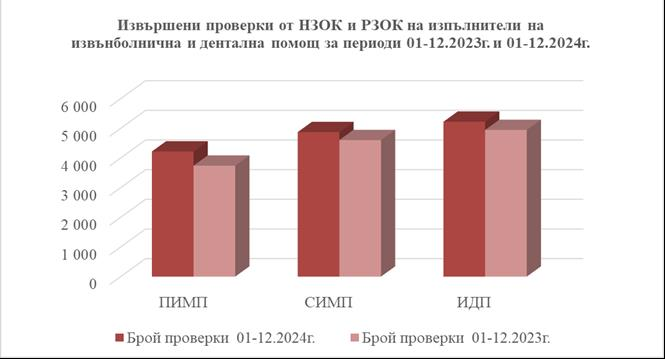 Извършени проверки от НЗОК и РЗОК на изпълнители на
извънболнична и дентална помощ за периоди 01-12.2023г. и 01-12.2024г.
6 000
5 000
4 000
3 000
2 000
1 000
0
ПИМП СИМП ИДП
Брой проверки 01-12.2024г. Брой проверки 01-12.2023г.